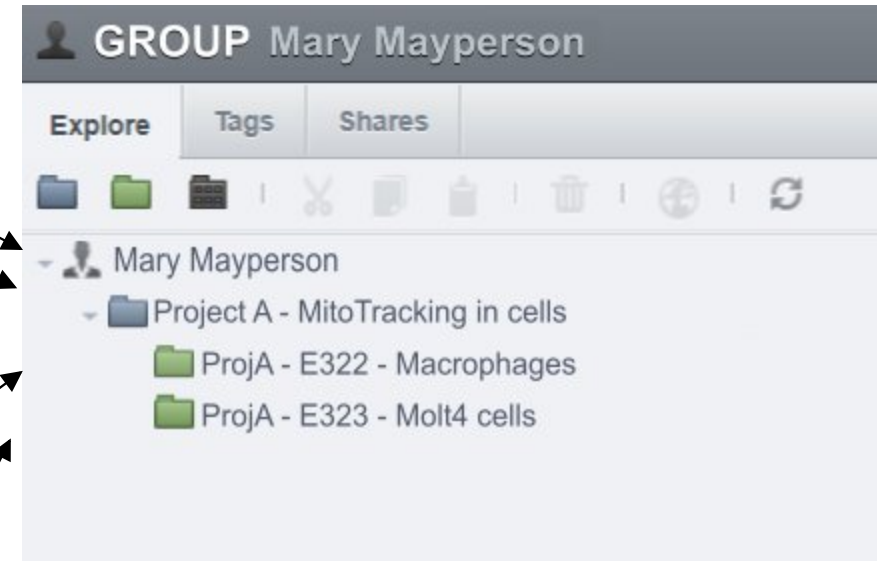 GROUP Mary Mayperson
Explore Tags Shares
Mary Mayperson
Project A - MitoTracking in cells
ProjA - E322 - Macrophages
ProjA - E323 - Molt4 cells